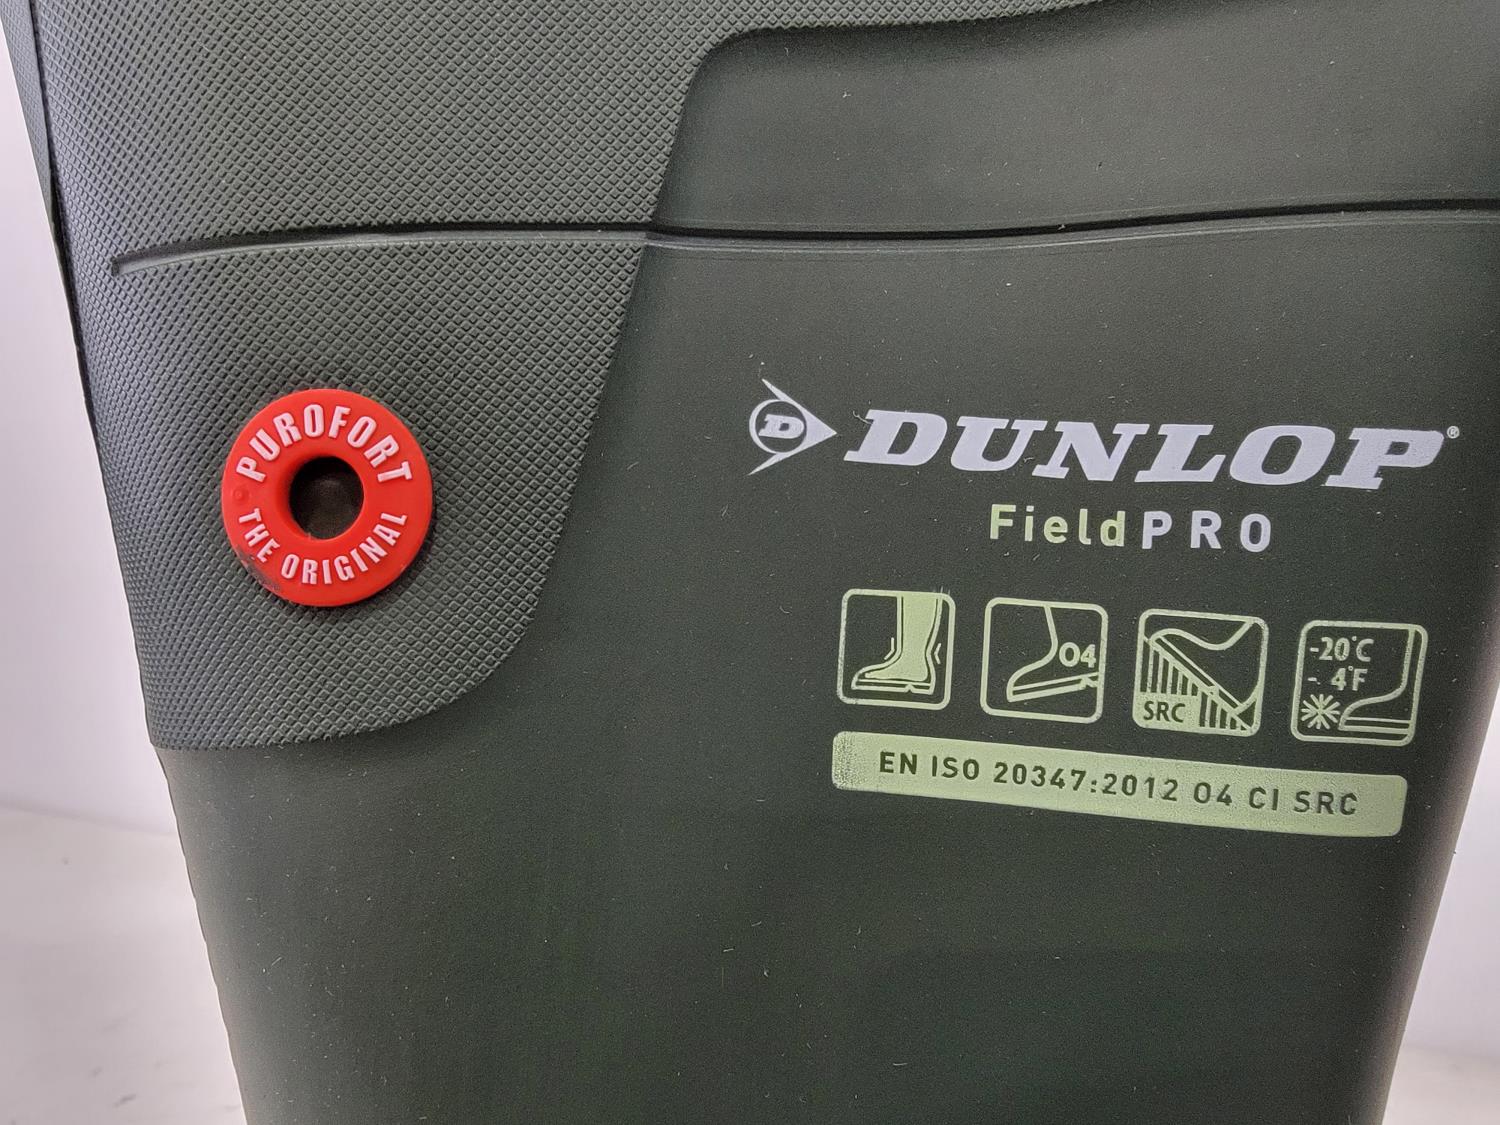 PUROFORT
THE ORIGINAL
D DUNLOP®
FieldPRO
04
SRC
-20°C
- 4°F
EN ISO 20347:2012 04 CI SRC